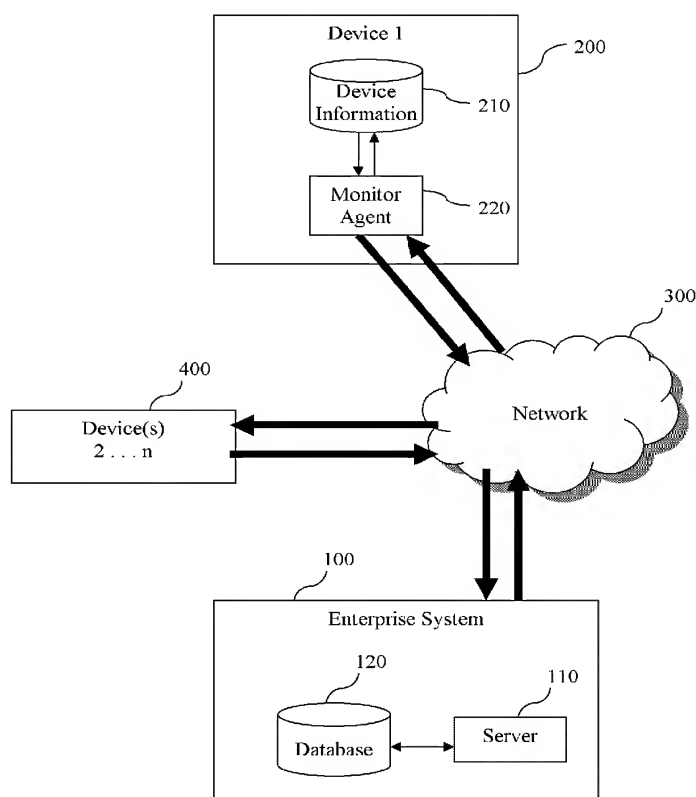 Device 1
200
Device
Information
210
Monitor
Agent
220
300
Network
400
Device(s)
2 . . . n
100
Enterprise System
120
Database
110
Server